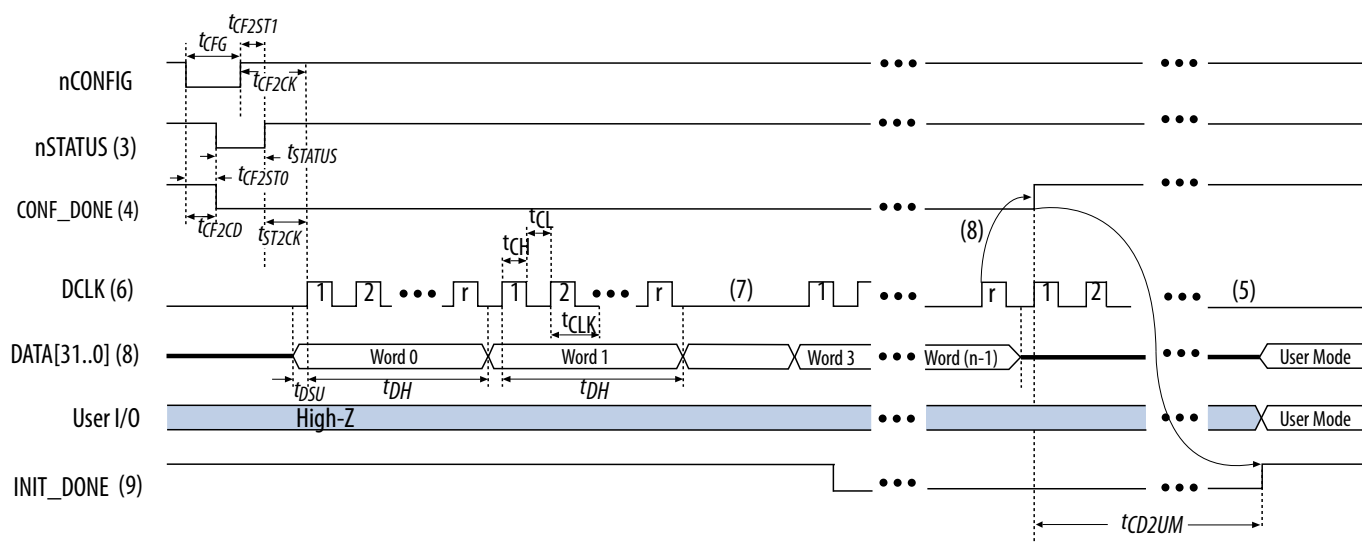 tCF2ST1
tCFG
nCONFIG
tCF2CK
nSTATUS (3)
tSTATUS
tCF2ST0
CONF_DONE (4)
tCF2CD
tST2CK
tCL
tCH
(8)
DCLK (6)
1 2 r 1 2 r (7) 1 r 1 2 (5)
tCLK
DATA[31..0] (8) Word 0 Word 1 Word 3 Word (n-1) User Mode
tDSU tDH tDH
User I/O High-Z User Mode
INIT_DONE (9)
tCD2UM